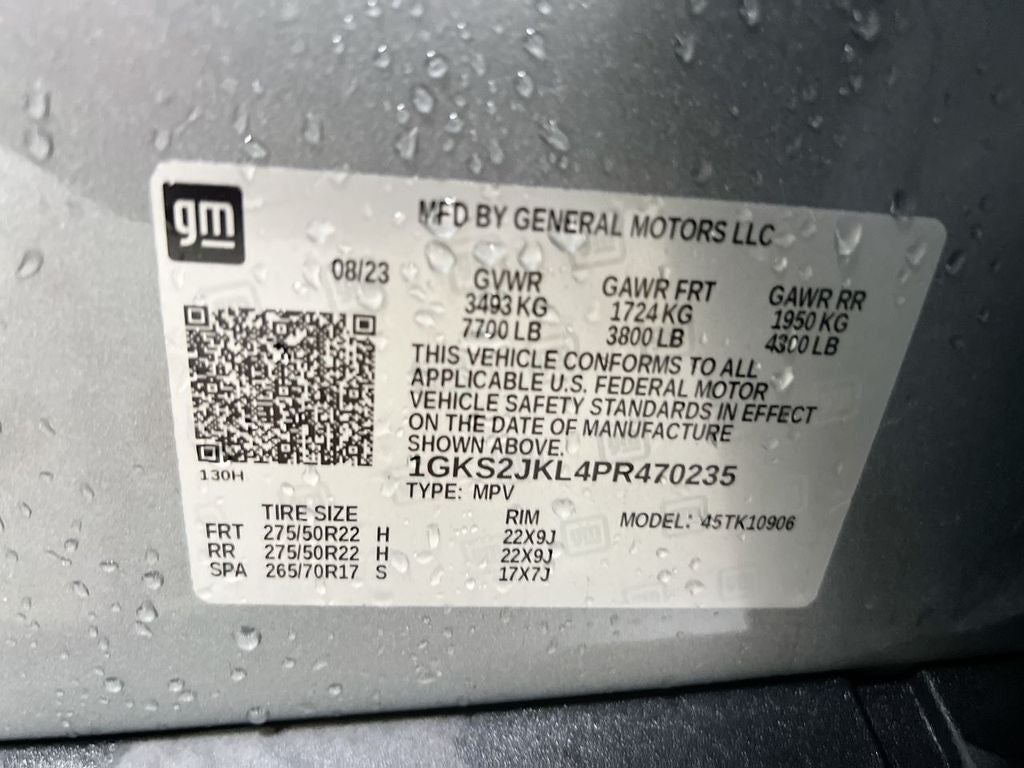 gm
MFD BY GENERAL MOTORS LLC
08/23
GVWR GAWR FRT GAWR RR
3493 KG 1724 KG 1950 KG
7700 LB 3800 LB 4300 LB
THIS VEHICLE CONFORMS TO ALL
APPLICABLE U.S. FEDERAL MOTOR
VEHICLE SAFETY STANDARDS IN EFFECT
ON THE DATE OF MANUFACTURE
SHOWN ABOVE.
1GKS2JKL4PR470235
130H
TYPE: MPV
TIRE SIZE RIM MODEL: 45TK10906
FRT 275/50R22 H 22X9J
RR 275/50R22 H 22X9J
SPA 265/70R17 S 17X7J